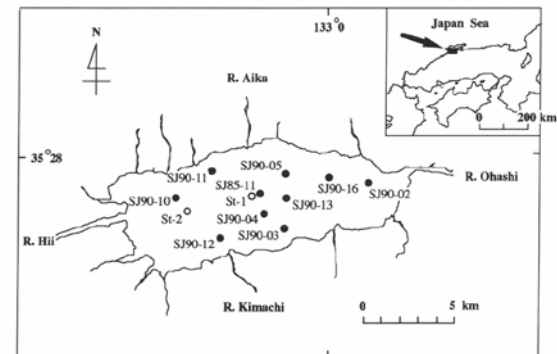 133°0
Japan Sea
N
R. Aika
0 200 km
35°28
SJ90-05
SJ90-11
R. Ohashi
SJ85-11
SJ90-16
SJ90-02
SJ90-10
St-1
SJ90-13
St-2
SJ90-04
R. Hii
SJ90-03
SJ90-12
0 5 km
R. Kimachi